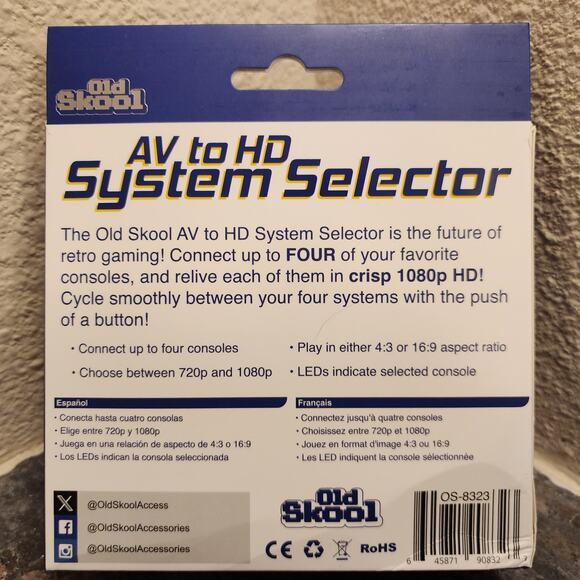 Old
Skool
AV to HD
System Selector
The Old Skool AV to HD System Selector is the future of
retro gaming! Connect up to FOUR of your favorite
consoles, and relive each of them in crisp 1080p HD!
Cycle smoothly between your four systems with the push
of a button!
• Connect up to four consoles
• Choose between 720p and 1080p
• Play in either 4:3 or 16:9 aspect ratio
• LEDs indicate selected console
Español
• Conecta hasta cuatro consolas
• Elige entre 720p y 1080p
• Juega en una relación de aspecto de 4:3 o 16:9
• Los LEDs indican la consola seleccionada
Français
• Connectez jusqu'à quatre consoles
• Choisissez entre 720p et 1080p
• Jouez en format d'image 4:3 ou 16:9
• Les LED indiquent la console sélectionnée
X @OldSkoolAccess
f @OldSkoolAccessories
@OldSkoolAccessories
Old
Skool
CE RoHS
OS-8323
6 45871 90832 9